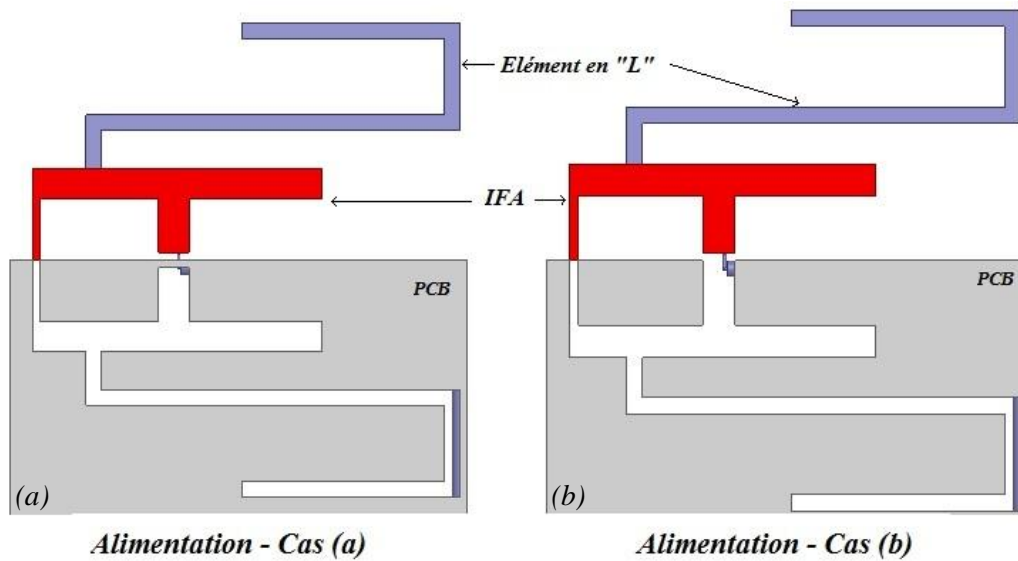 Elément en "L"
IFA
PCB
PCB
(a)
(b)
Alimentation - Cas (a)
Alimentation - Cas (b)